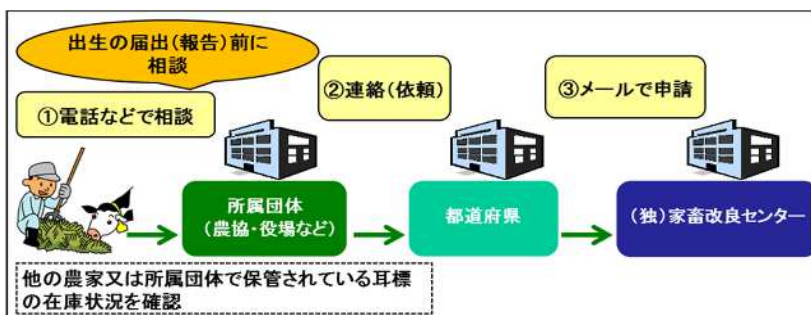 出生の届出(報告)前に
相談
②連絡(依頼)
③メールで申請
①電話などで相談
所属団体
(農協・役場など)
都道府県
(独)家畜改良センター
他の農家又は所属団体で保管されている耳標
の在庫状況を確認